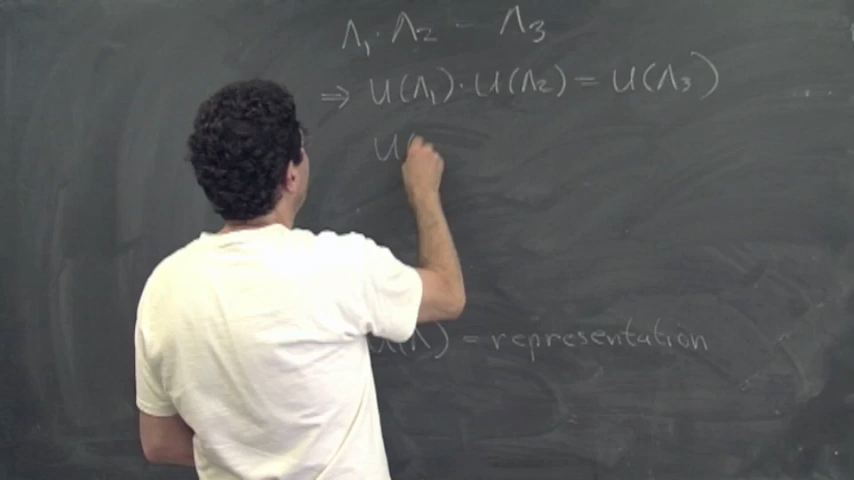 Λ₁ · Λ₂ = Λ₃
⇒ U(Λ₁) · U(Λ₂) = U(Λ₃)
U(
U(Λ) = representation